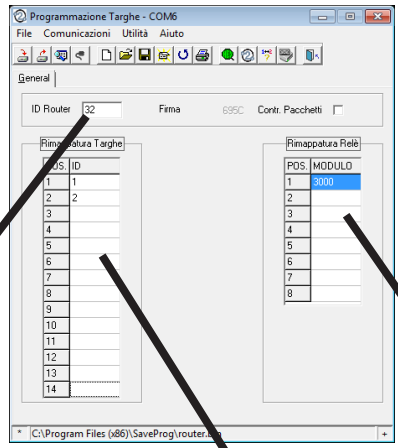 Programmazione Targhe - COM6
File Comunicazioni Utilità Aiuto
General
ID Router 32 Firma 695C Contr. Pacchetti
Rimappatura Targhe Rimappatura Relè
POS. ID POS. MODULO
1 1 1 3000
2 2 2
3 3
4 4
5 5
6 6
7 7
8 8
9
10
11
12
13
14
* C:\Program Files (x86)\SaveProg\router. +